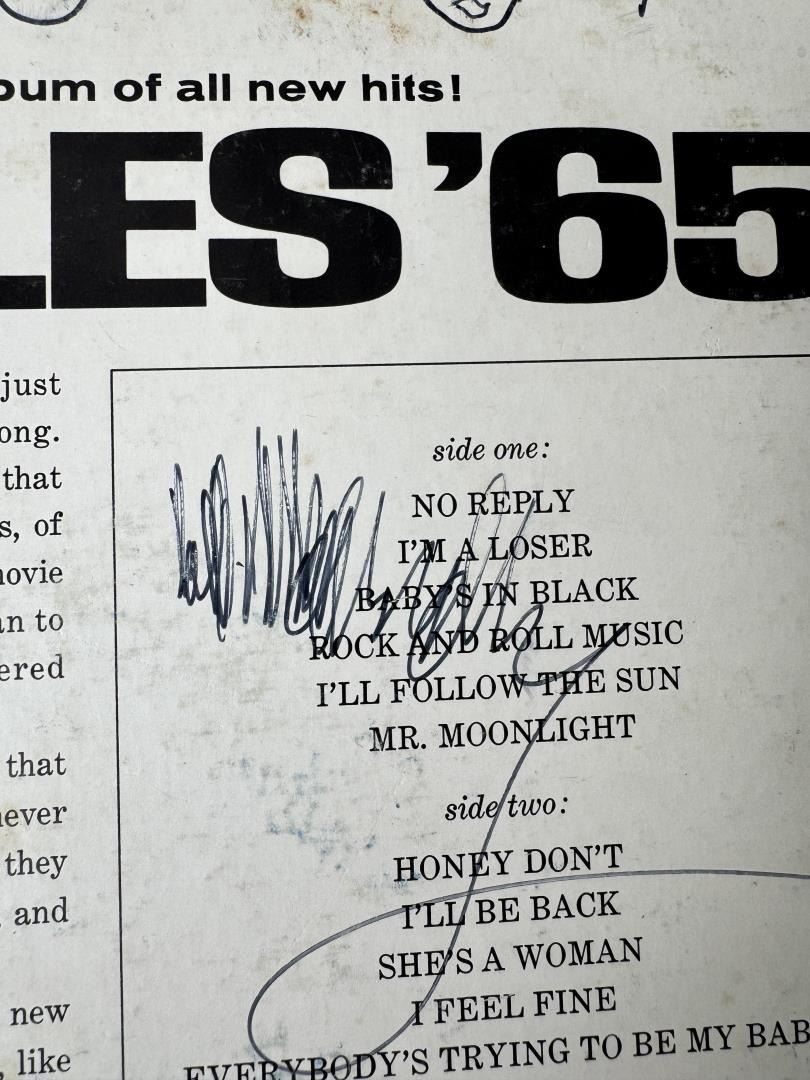 bum of all new hits!
LES '65
just
ong.
that
s, of
movie
an to
ered
that
never
they
, and
new
, like
side one:
NO REPLY
I'M A LOSER
BABY'S IN BLACK
ROCK AND ROLL MUSIC
I'LL FOLLOW THE SUN
MR. MOONLIGHT
side two:
HONEY DON'T
I'LL BE BACK
SHE'S A WOMAN
I FEEL FINE
EVERYBODY'S TRYING TO BE MY BAB